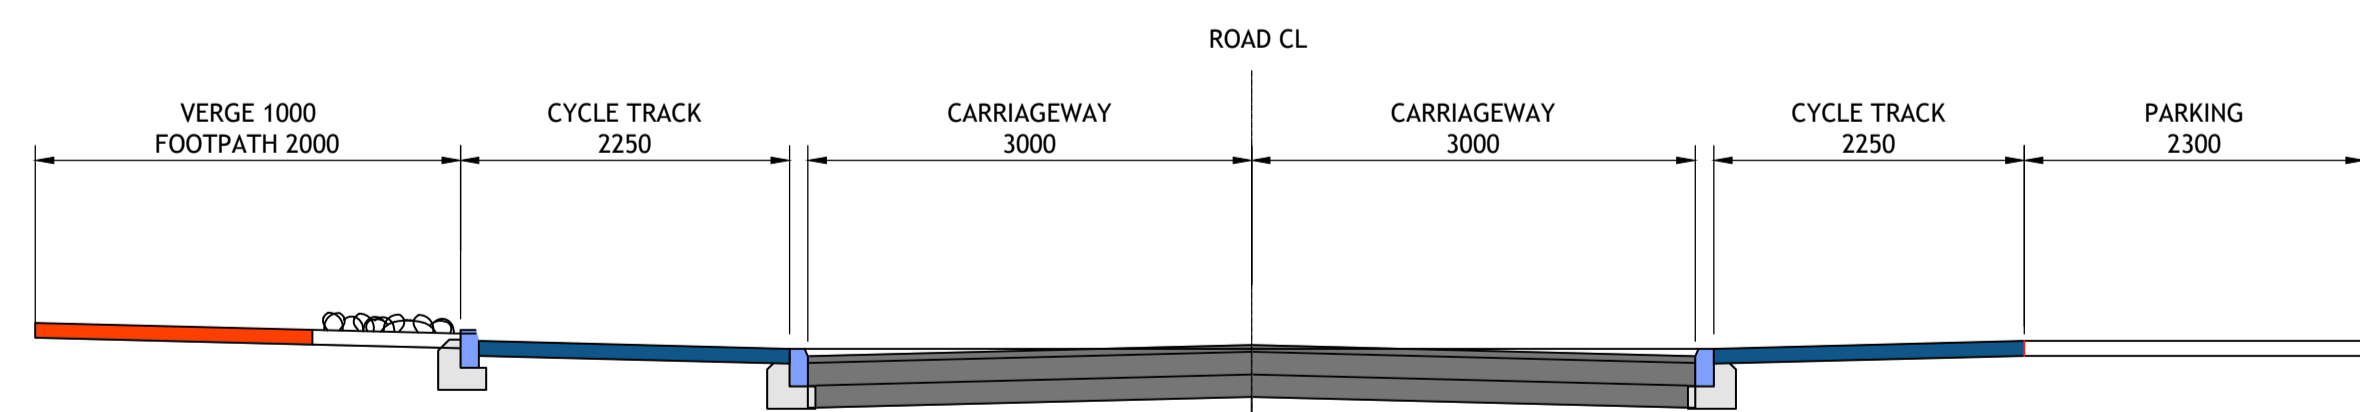 ROAD CL
VERGE 1000
FOOTPATH 2000
CYCLE TRACK
2250
CARRIAGEWAY
3000
CARRIAGEWAY
3000
CYCLE TRACK
2250
PARKING
2300